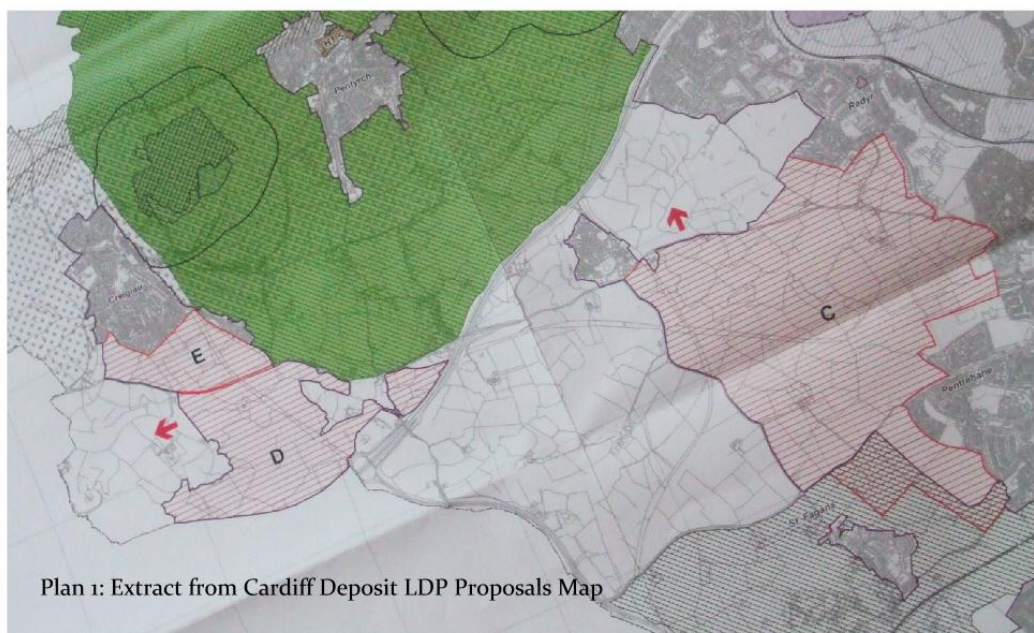 Pentyrch
Radyr
Creigiau
E
C
D
Pentrebane
St. Fagans
Plan 1: Extract from Cardiff Deposit LDP Proposals Map